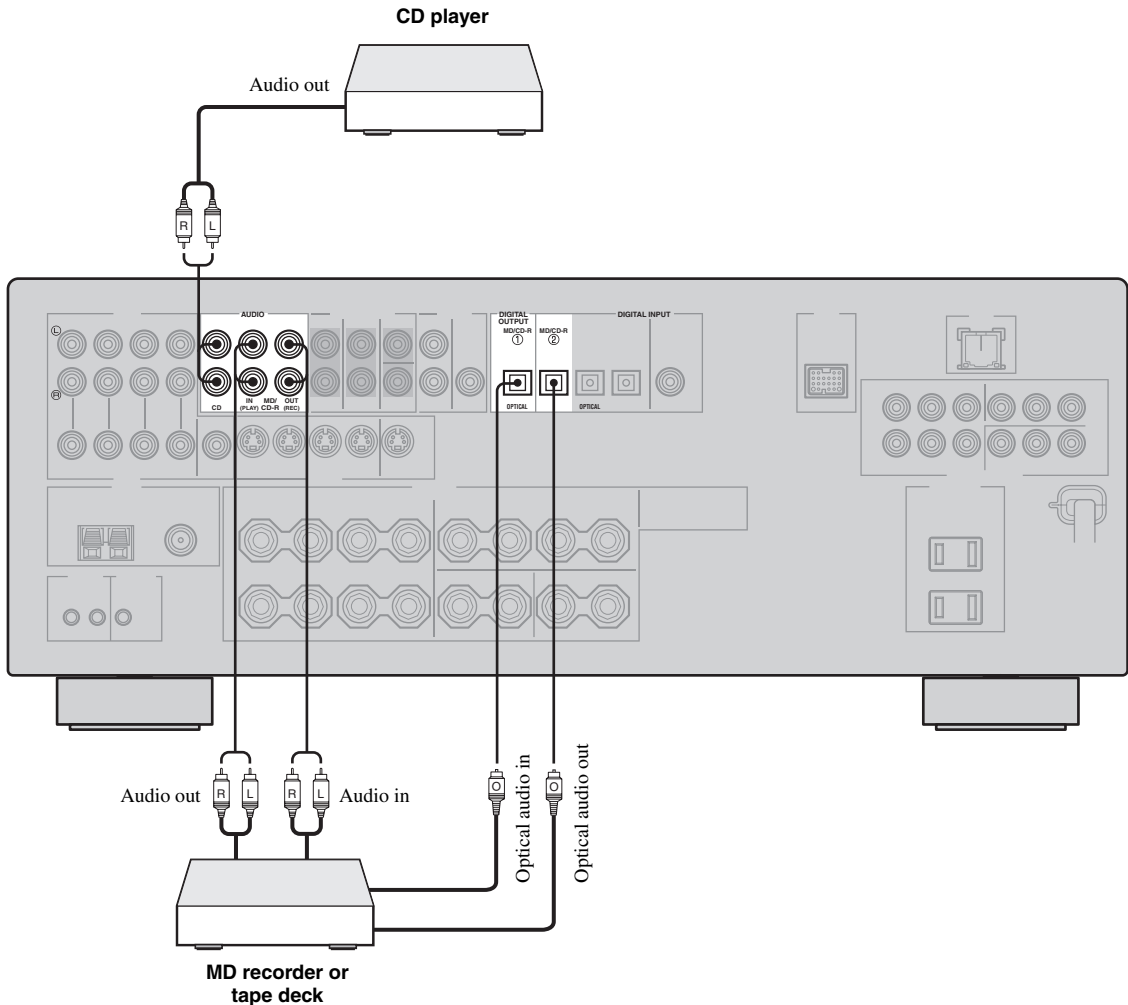 CD player
Audio out
R L
AUDIO
DIGITAL OUTPUT
MD/CD-R
①
MD/CD-R
②
DIGITAL INPUT
L
R
CD
IN (PLAY)
MD/ CD-R
OUT (REC)
OPTICAL
OPTICAL
Audio out
R L
R L
Audio in
O
Optical audio in
O
Optical audio out
MD recorder or
tape deck